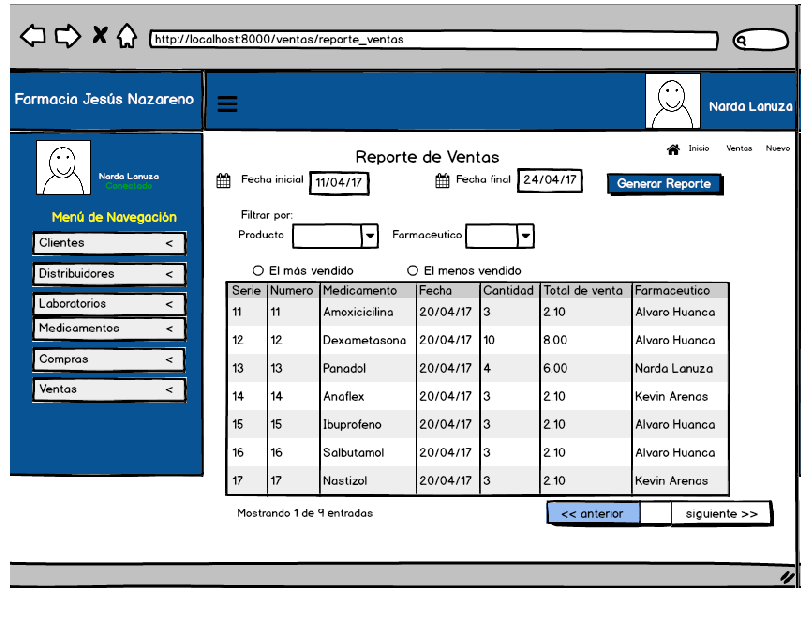 http://localhost:8000/ventas/reporte_ventas
Farmacia Jesús Nazareno
Narda Lanuza
Narda Lanuza
Conectado
Menú de Navegación
Clientes <
Distribuidores <
Laboratorios <
Medicamentos <
Compras <
Ventas <
Inicio Ventas Nuevo
Reporte de Ventas
Fecha inicial 11/04/17 Fecha final 24/04/17 Generar Reporte
Filtrar por:
Producto Farmaceutico
El más vendido El menos vendido
Serie Numero Medicamento Fecha Cantidad Total de venta Farmaceutico
11 11 Amoxicicilina 20/04/17 3 2.10 Alvaro Huanca
12 12 Dexametasona 20/04/17 10 8.00 Alvaro Huanca
13 13 Panadol 20/04/17 4 6.00 Narda Lanuza
14 14 Anaflex 20/04/17 3 2.10 Kevin Arenas
15 15 Ibuprofeno 20/04/17 3 2.10 Alvaro Huanca
16 16 Salbutamol 20/04/17 3 2.10 Alvaro Huanca
17 17 Nastizol 20/04/17 3 2.10 Kevin Arenas
Mostranco 1 de 9 entradas
<< anterior siguiente >>